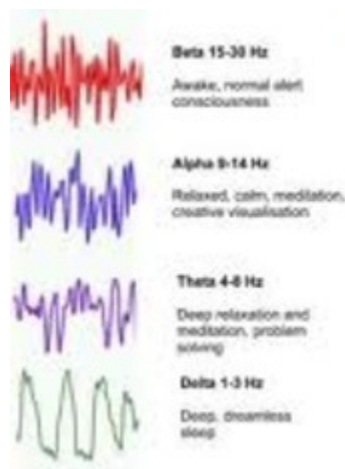 Beta 15-30 Hz
Awake, normal alert
consciousness
Alpha 9-14 Hz
Relaxed, calm, meditation,
creative visualisation
Theta 4-8 Hz
Deep relaxation and
meditation, problem
solving
Delta 1-3 Hz
Deep, dreamless
sleep